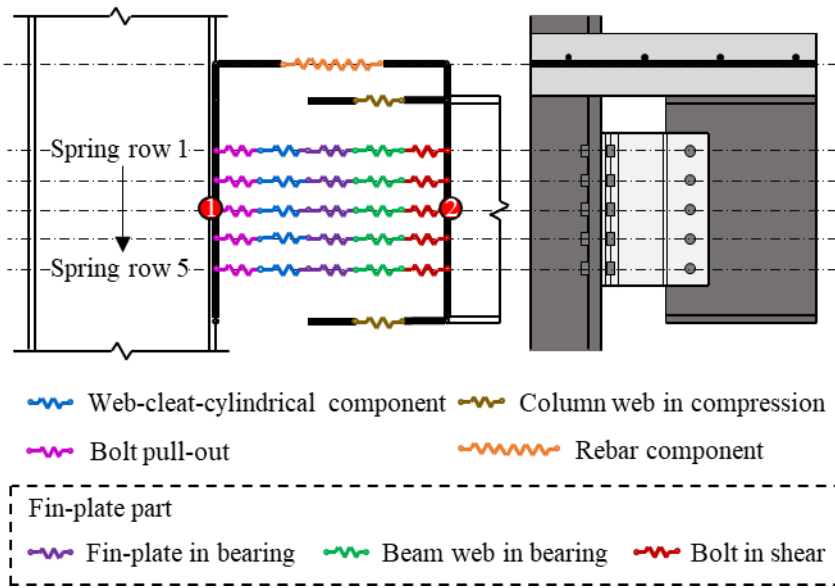 Spring row 1
1
2
Spring row 5
Web-cleat-cylindrical component
Column web in compression
Bolt pull-out
Rebar component
Fin-plate part
Fin-plate in bearing
Beam web in bearing
Bolt in shear